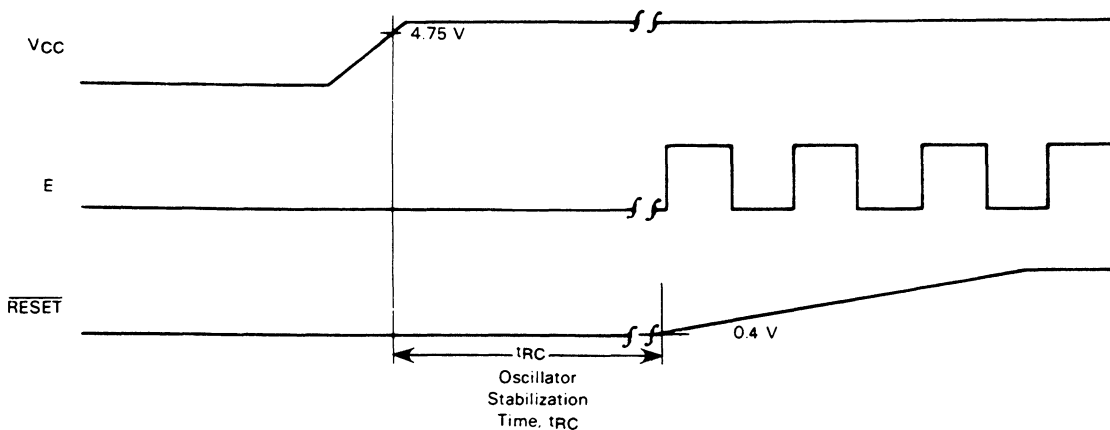 VCC
4.75 V
E
RESET
0.4 V
tRC
Oscillator
Stabilization
Time, tRC